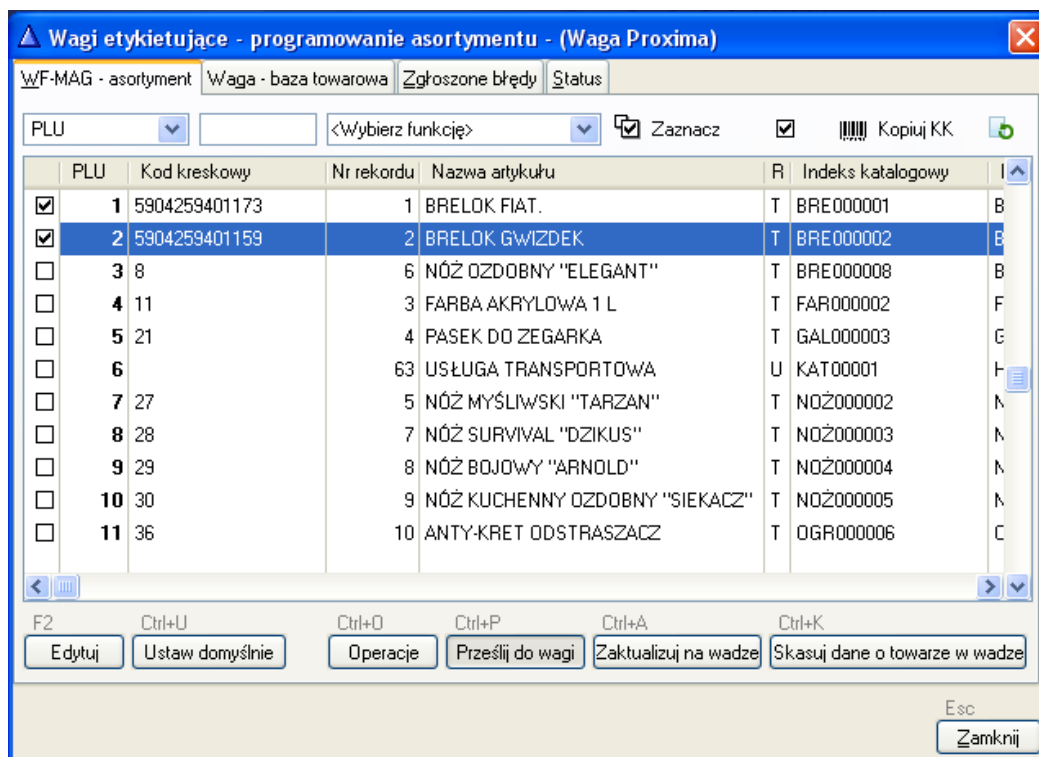 Wagi etykietujące - programowanie asortymentu - (Waga Proxima)
WF-MAG - asortyment Waga - baza towarowa Zgłoszone błędy Status
PLU <Wybierz funkcję> Zaznacz Kopiuj KK
PLU Kod kreskowy Nr rekordu Nazwa artykułu R Indeks katalogowy
1 5904259401173 1 BRELOK FIAT. T BRE000001 B
2 5904259401159 2 BRELOK GWIZDEK T BRE000002 B
3 8 6 NÓŻ OZDOBNY "ELEGANT" T BRE000008 B
4 11 3 FARBA AKRYLOWA 1 L T FAR000002 F
5 21 4 PASEK DO ZEGARKA T GAL000003 G
6 63 USŁUGA TRANSPORTOWA U KAT00001
7 27 5 NÓŻ MYŚLIWSKI "TARZAN" T NOŻ000002 N
8 28 7 NÓŻ SURVIVAL "DZIKUS" T NOŻ000003 N
9 29 8 NÓŻ BOJOWY "ARNOLD" T NOŻ000004 N
10 30 9 NÓŻ KUCHENNY OZDOBNY "SIEKACZ" T NOŻ000005 N
11 36 10 ANTY-KRET ODSTRASZACZ T OGR000006
F2 Ctrl+U Ctrl+O Ctrl+P Ctrl+A Ctrl+K
Edytuj Ustaw domyślnie Operacje Prześlij do wagi Zaktualizuj na wadze Skasuj dane o towarze w wadze
Esc
Zamknij